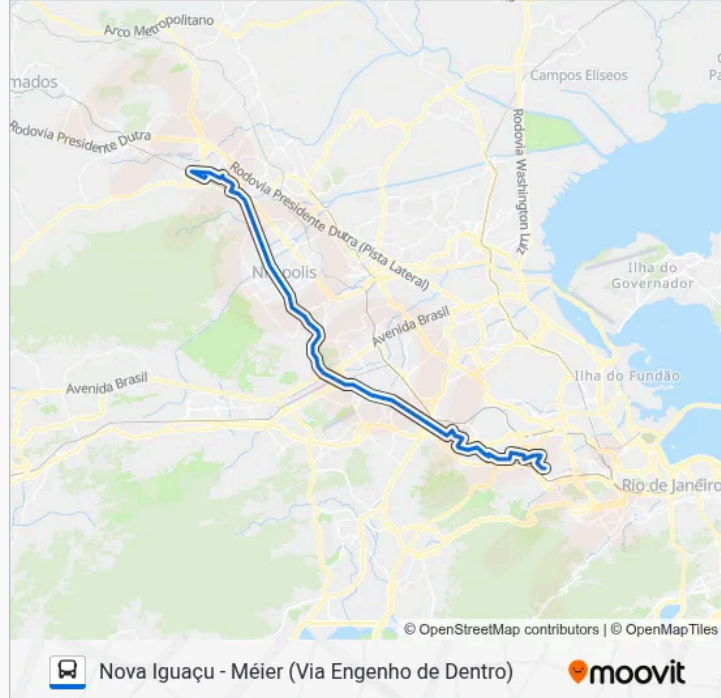 Arco Metropolitano
mados
Campos Elíseos
Rodovia Presidente Dutra
Rodovia Washington Luiz
Rodovia Presidente Dutra (Pista Lateral)
Ilha do
Governador
Avenida Brasil
Ilha do Fundão
Avenida Brasil
Rio de Janeiro
© OpenStreetMap contributors | © OpenMapTiles
Nova Iguaçu - Méier (Via Engenho de Dentro)
moovit